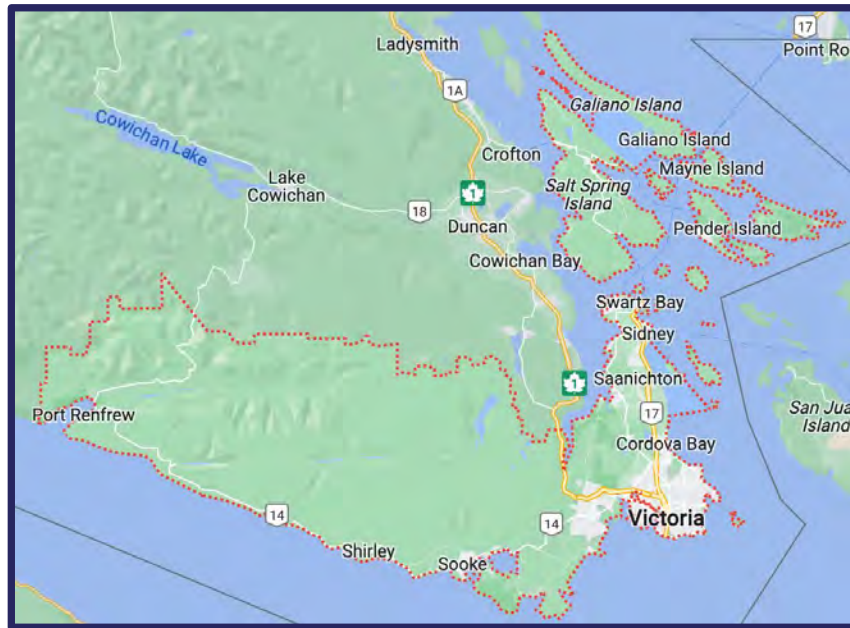 17
Point Ro
Ladysmith
1A
Galiano Island
Cowichan Lake
Crofton
Galiano Island
Mayne Island
Lake
Cowichan
1
Salt Spring
Island
18
Duncan
Pender Island
Cowichan Bay
Swartz Bay
Sidney
1
Saanichton
Port Renfrew
17
San Jua
Island
Cordova Bay
14
14
Victoria
Shirley
Sooke